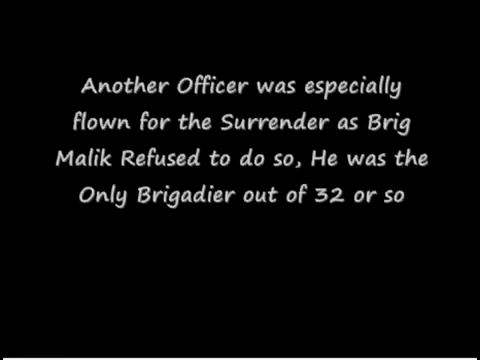 Another Officer was especially
flown for the Surrender as Brig
Malik Refused to do so, He was the
Only Brigadier out of 32 or so